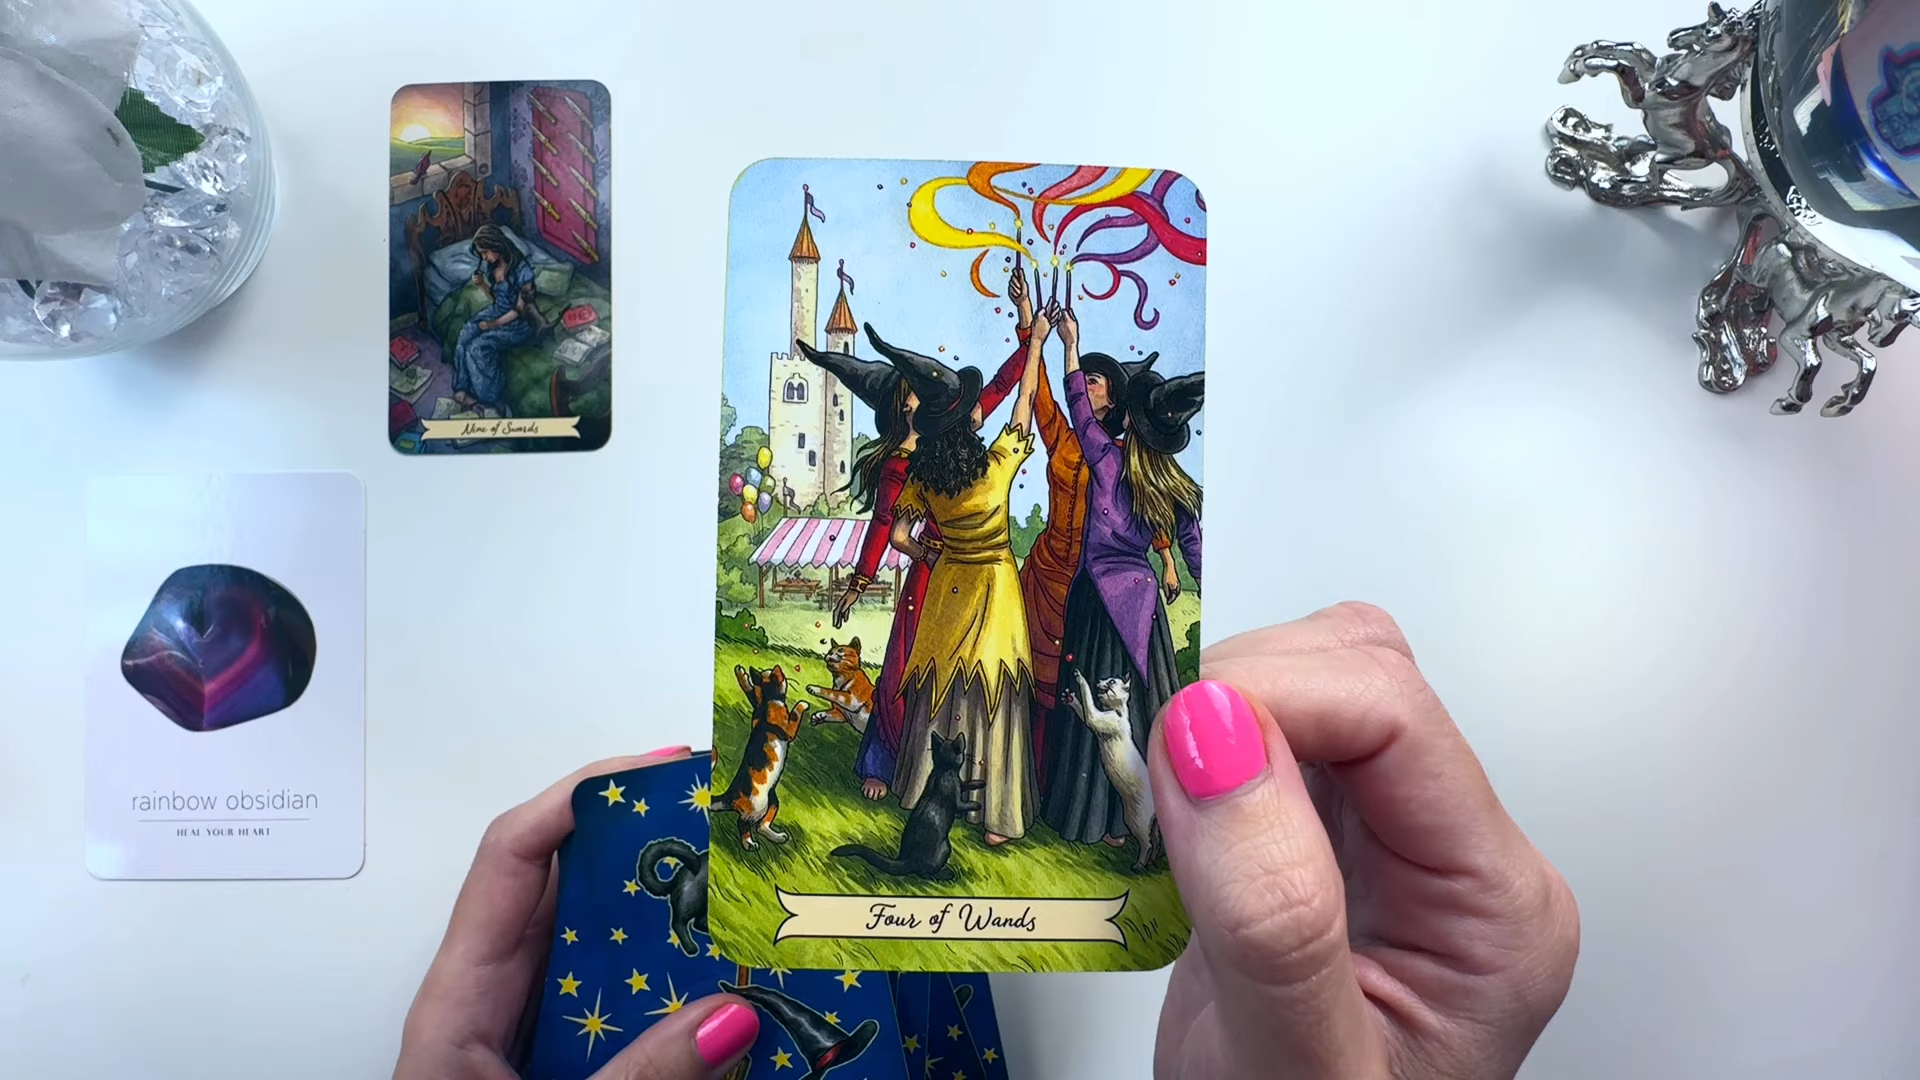 Nine of Swords
Four of Wands
rainbow obsidian
HEAL YOUR HEART